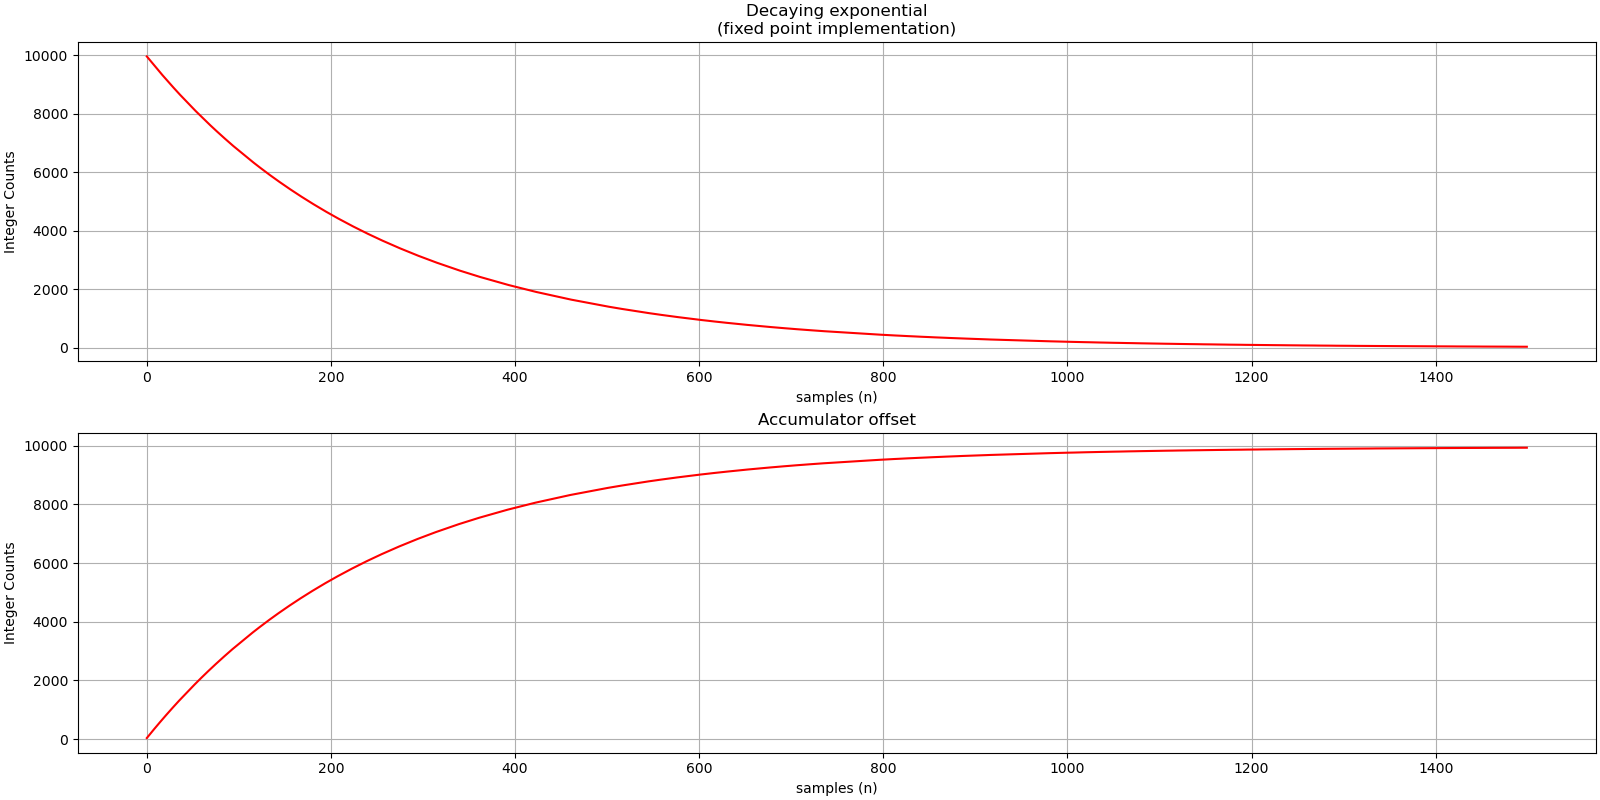 Decaying exponential
(fixed point implementation)
10000
8000
6000
4000
2000
0
Integer Counts
0 200 400 600 800 1000 1200 1400
samples (n)
Accumulator offset
10000
8000
6000
4000
2000
0
Integer Counts
0 200 400 600 800 1000 1200 1400
samples (n)